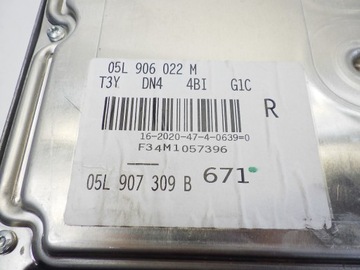 05L 906 022 M
T3Y DN4 4BI G1C
R
16-2020-47-4-0639=0
F34M1057396
05L 907 309 B 671